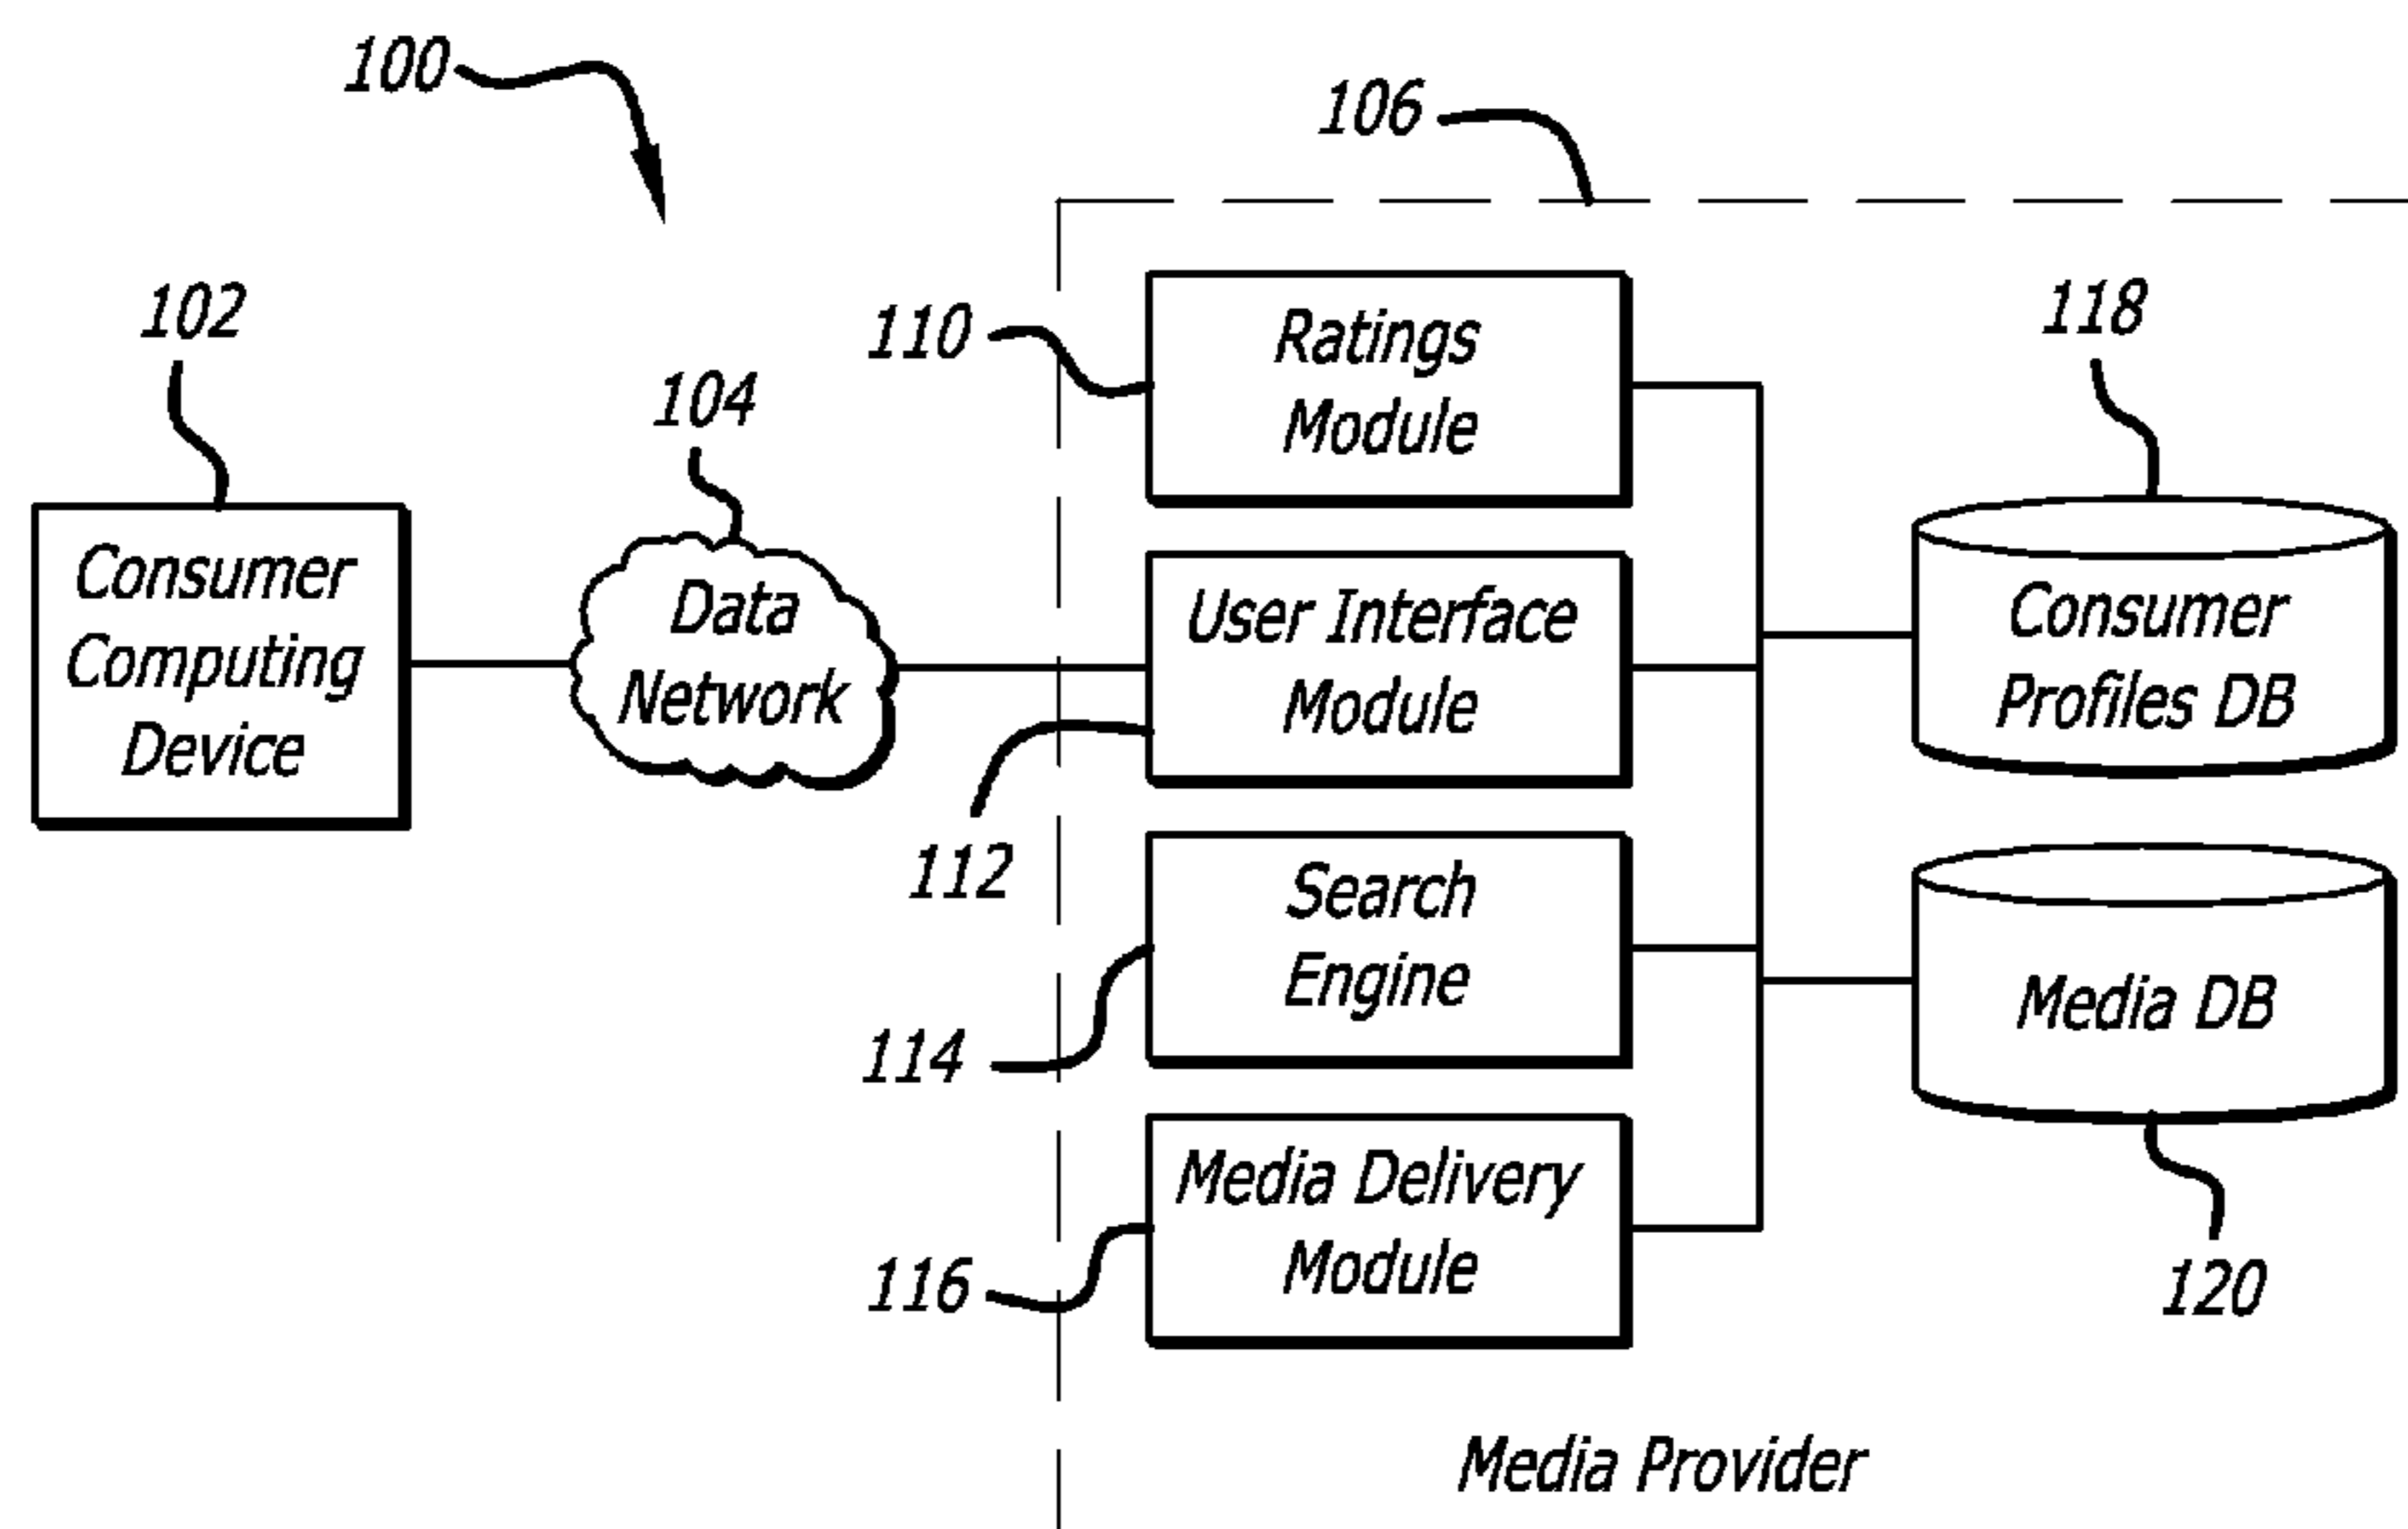 100
106
102
110
Ratings
Module
118
104
Consumer
Computing
Device
Data
Network
User Interface
Module
Consumer
Profiles DB
112
Search
Engine
114
Media DB
Media Delivery
Module
116
120
Media Provider